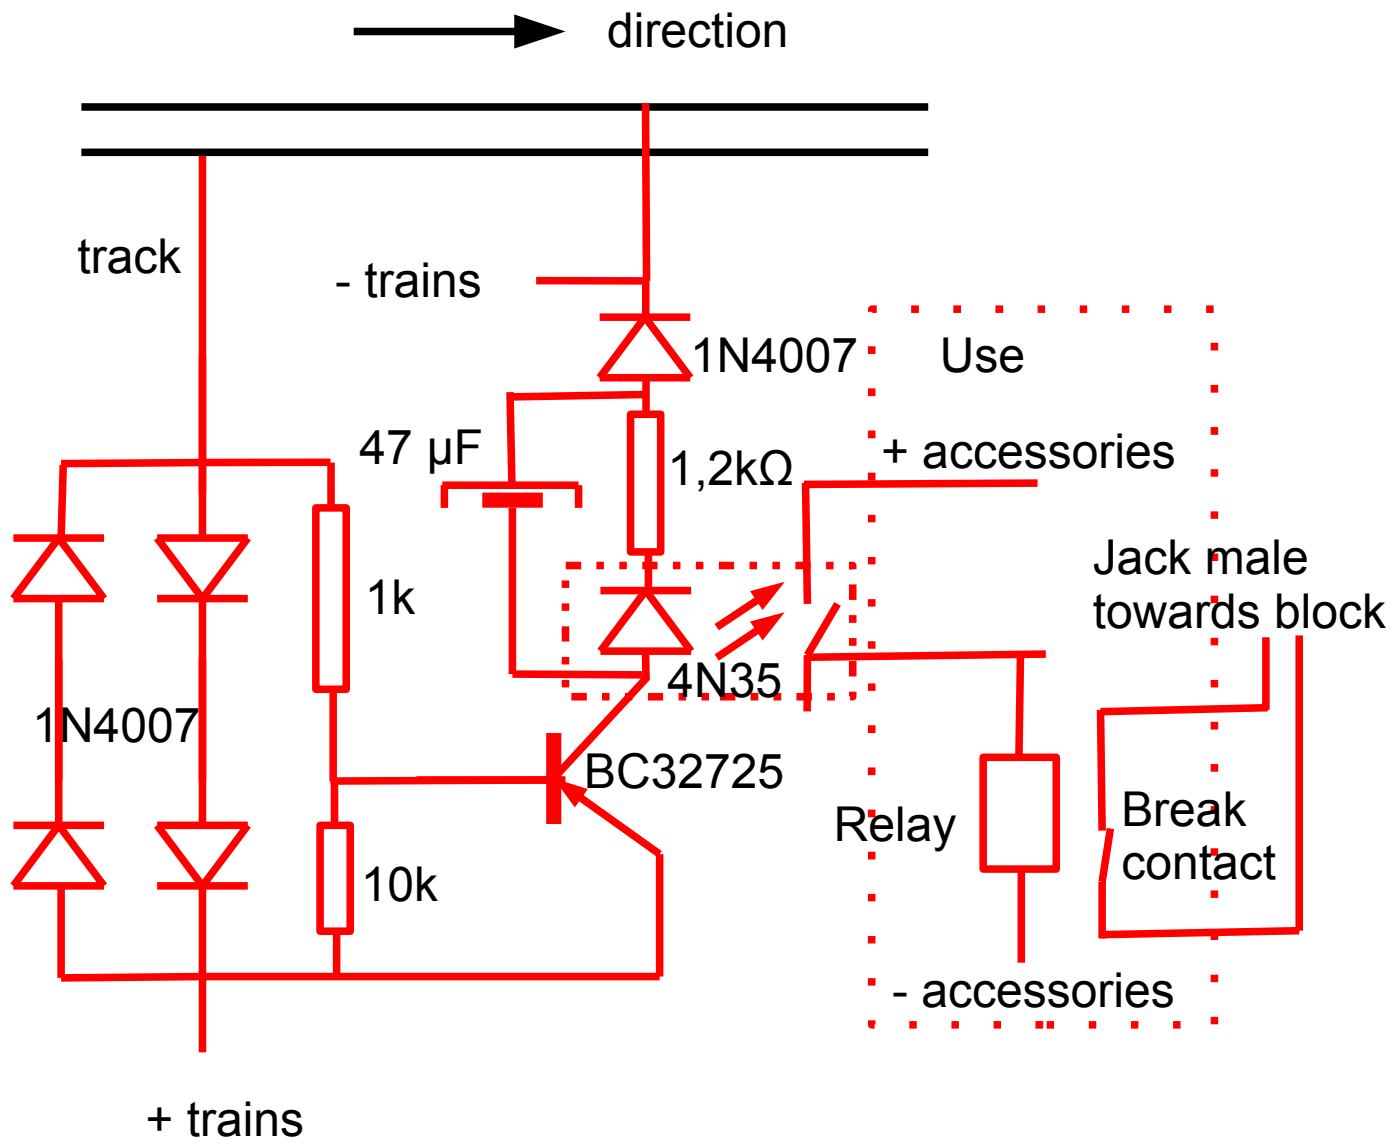 direction
track
- trains
1N4007
Use
47 µF
1,2kΩ
+ accessories
Jack male
towards block
1k
4N35
1N4007
BC32725
Relay
Break
contact
10k
- accessories
+ trains